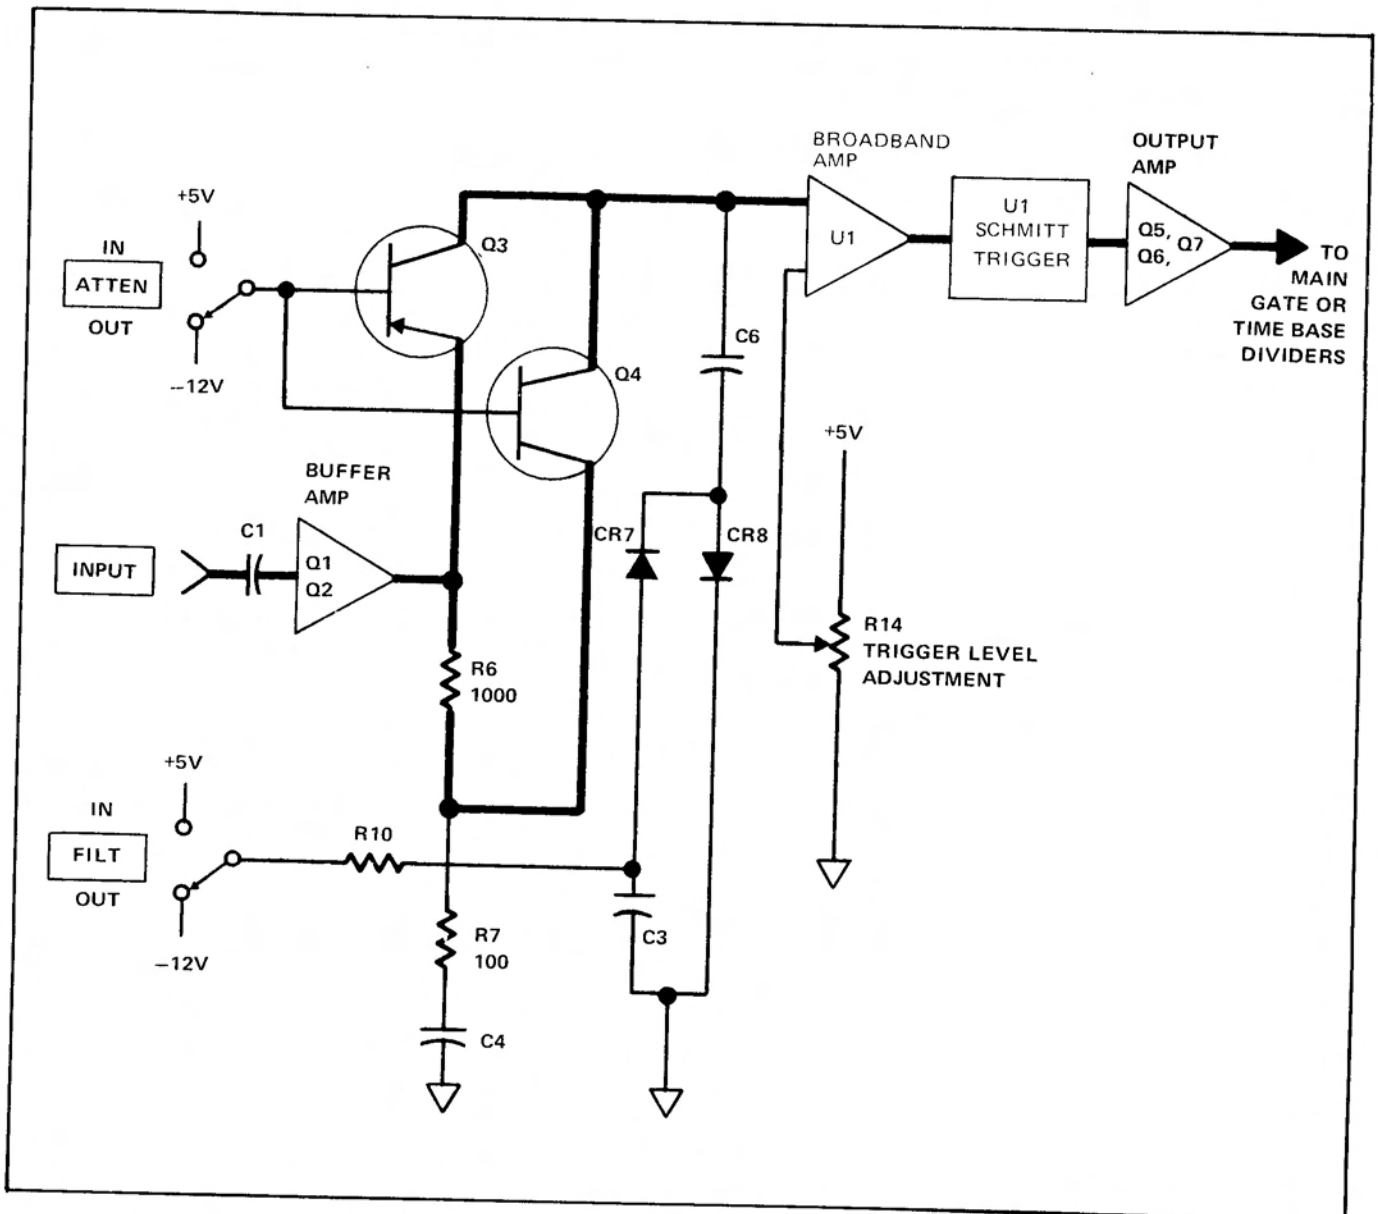 BROADBAND
AMP
OUTPUT
AMP
+5V
IN
ATTEN
OUT
–12V
Q3
Q4
U1
U1
SCHMITT
TRIGGER
Q5,
Q6,
Q7
TO
MAIN
GATE OR
TIME BASE
DIVIDERS
C6
+5V
BUFFER
AMP
C1
INPUT
Q1
Q2
CR7
CR8
R14
TRIGGER LEVEL
ADJUSTMENT
R6
1000
+5V
IN
FILT
OUT
–12V
R10
R7
100
C3
C4